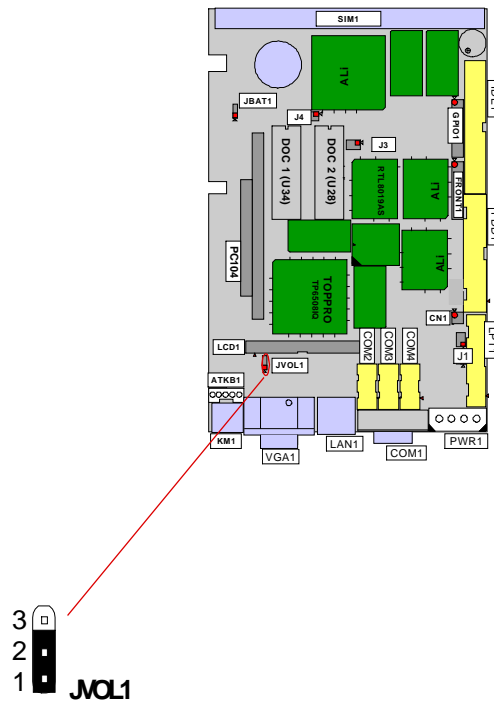 SIM1
ALi
JBAT1
J4
GPIO1
J3
DOC 1 (U34)
DOC 2 (U28)
RTL8019AS
ALi
FRONT1
PC104
ALi
TOPPRO
TP6508IQ
CN1
LCD1
JVOL1
COM2
COM3
COM4
J1
ATKB1
KM1
VGA1
LAN1
COM1
PWR1
3
2
1
JVOL1